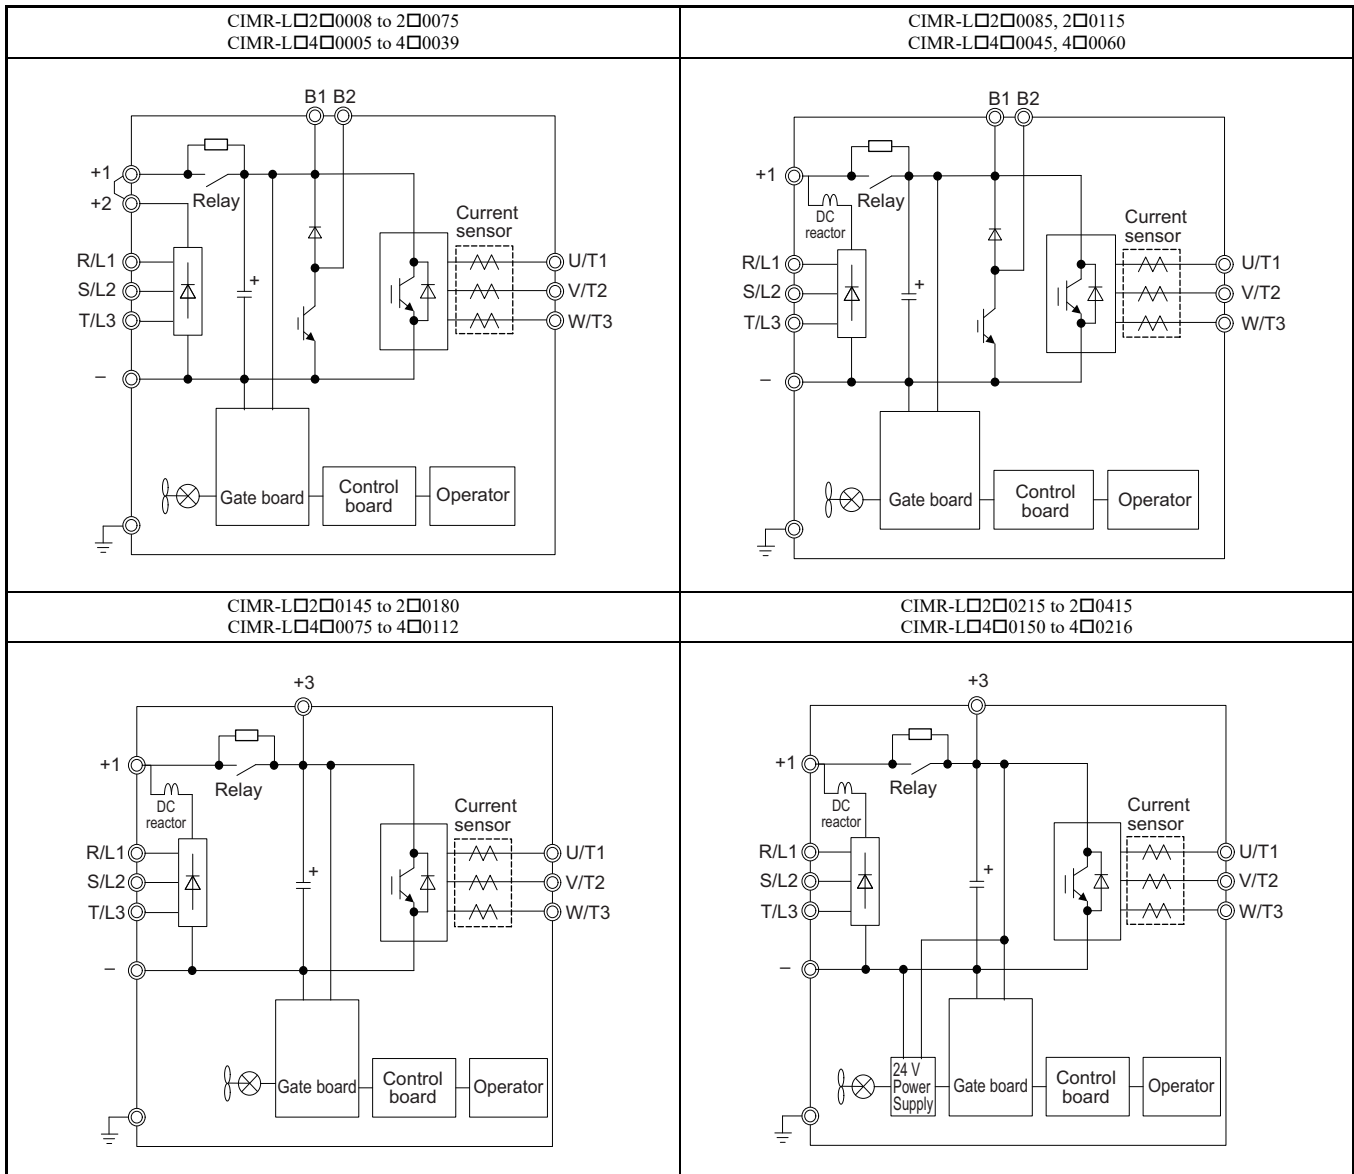 CIMR-L□2□0008 to 2□0075
CIMR-L□4□0005 to 4□0039
B1 B2
+1
+2
Relay
Current
sensor
R/L1
S/L2
T/L3
+
U/T1
V/T2
W/T3
–
Gate board
Control
board
Operator
CIMR-L□2□0085, 2□0115
CIMR-L□4□0045, 4□0060
B1 B2
+1
Relay
DC
reactor
Current
sensor
R/L1
S/L2
T/L3
+
U/T1
V/T2
W/T3
–
Gate board
Control
board
Operator
CIMR-L□2□0145 to 2□0180
CIMR-L□4□0075 to 4□0112
+3
+1
Relay
DC
reactor
Current
sensor
R/L1
S/L2
T/L3
+
U/T1
V/T2
W/T3
–
Gate board
Control
board
Operator
CIMR-L□2□0215 to 2□0415
CIMR-L□4□0150 to 4□0216
+3
+1
Relay
DC
reactor
Current
sensor
R/L1
S/L2
T/L3
+
U/T1
V/T2
W/T3
–
24 V
Power
Supply
Gate board
Control
board
Operator